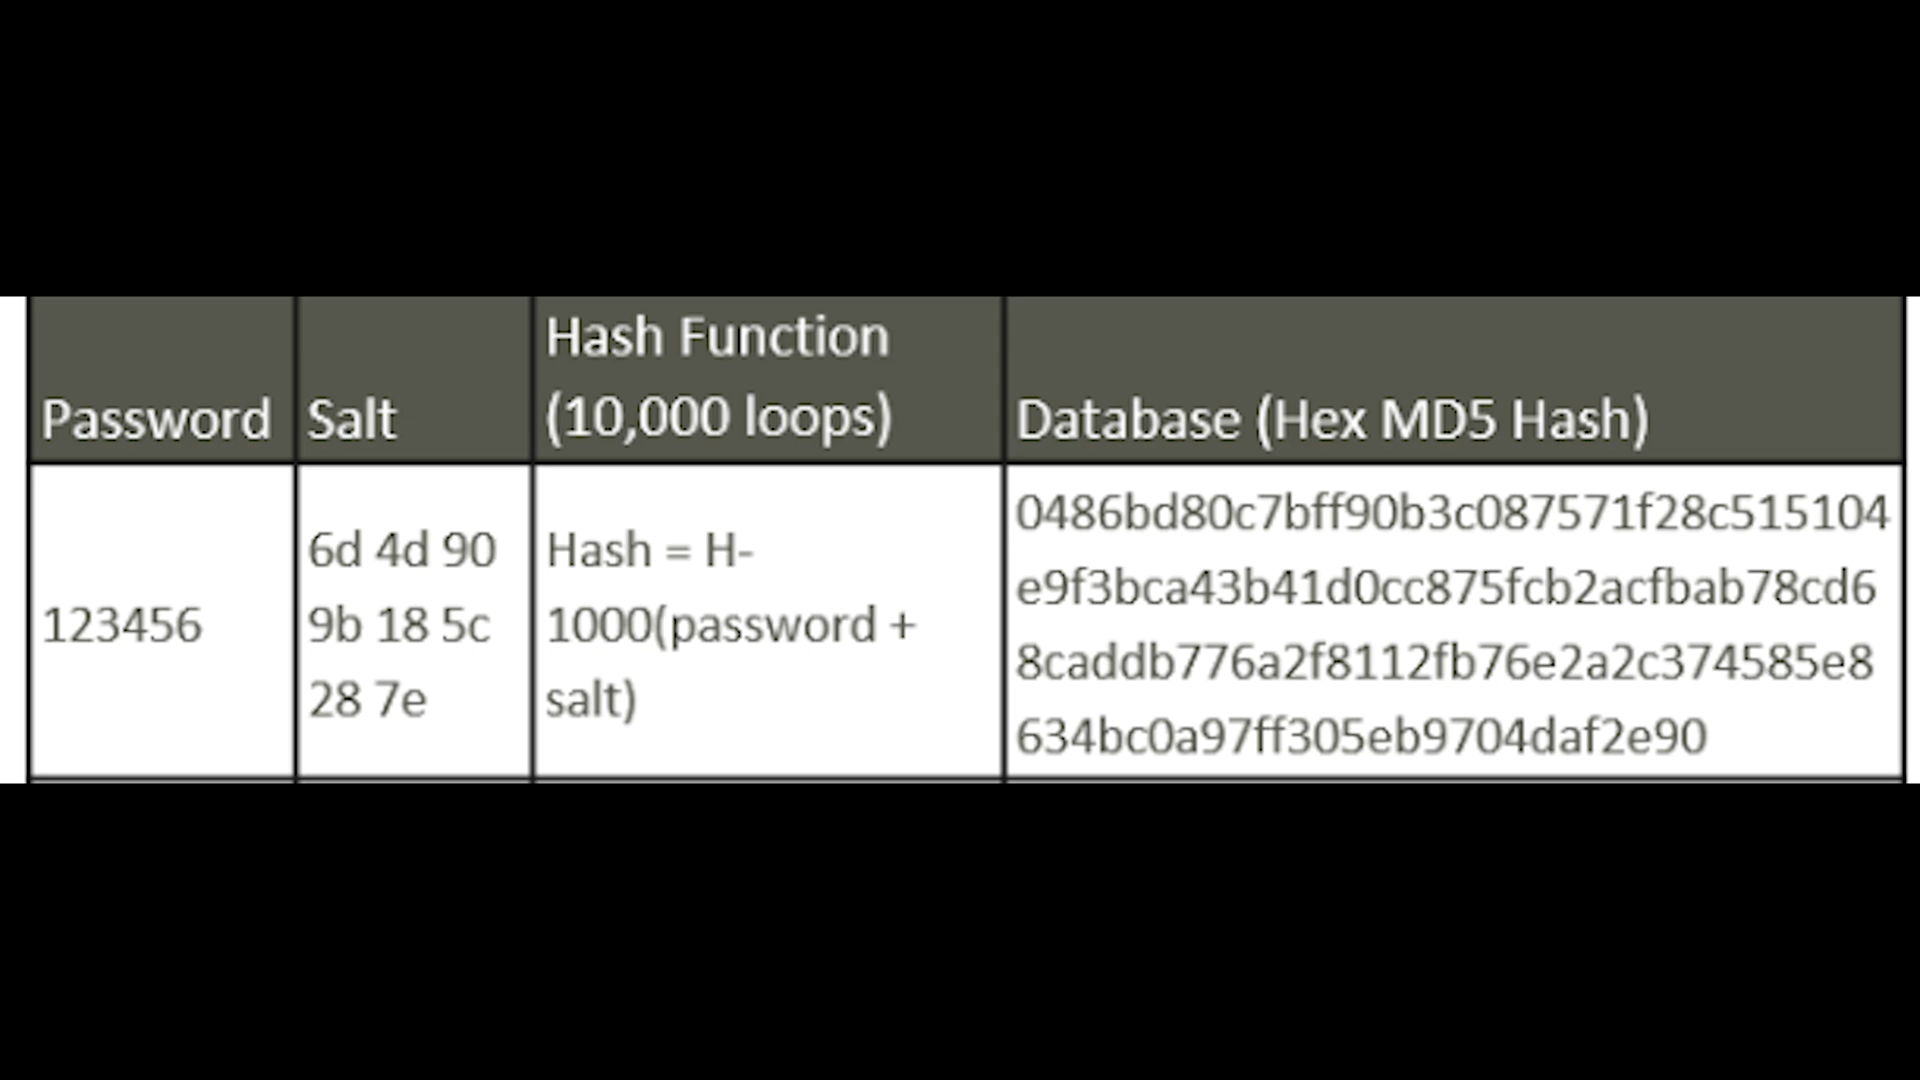 Password
Salt
Hash Function
(10,000 loops)
Database (Hex MD5 Hash)
123456
6d 4d 90
9b 18 5c
28 7e
Hash = H-
1000(password +
salt)
0486bd80c7bff90b3c087571f28c515104
e9f3bca43b41d0cc875fcb2acfbab78cd6
8caddb776a2f8112fb76e2a2c374585e8
634bc0a97ff305eb9704daf2e90